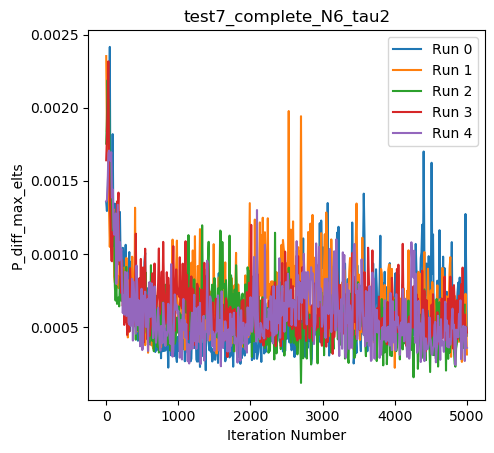 test7_complete_N6_tau2
P_diff_max_elts
0.0025
0.0020
0.0015
0.0010
0.0005
Run 0
Run 1
Run 2
Run 3
Run 4
0 1000 2000 3000 4000 5000
Iteration Number